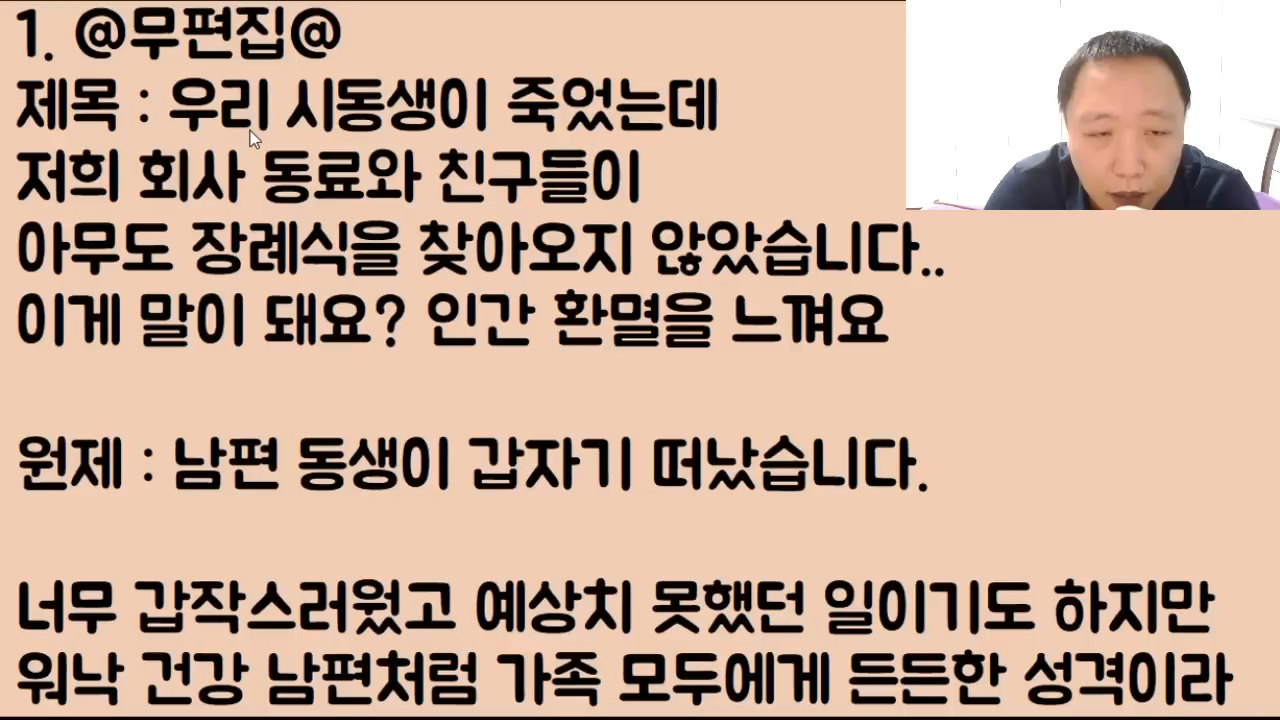 1. @무편집@
제목 : 우리 시동생이 죽었는데
저희 회사 동료와 친구들이
아무도 장례식을 찾아오지 않았습니다..
이게 말이 돼요? 인간 환멸을 느껴요
원제 : 남편 동생이 갑자기 떠났습니다.
너무 갑작스러웠고 예상치 못했던 일이기도 하지만
워낙 건강 남편처럼 가족 모두에게 든든한 성격이라